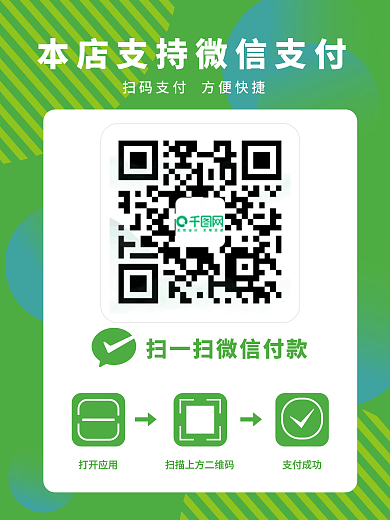 本店支持微信支付
扫码支付 方便快捷
千图网
扫一扫微信付款
打开应用 扫描上方二维码 支付成功